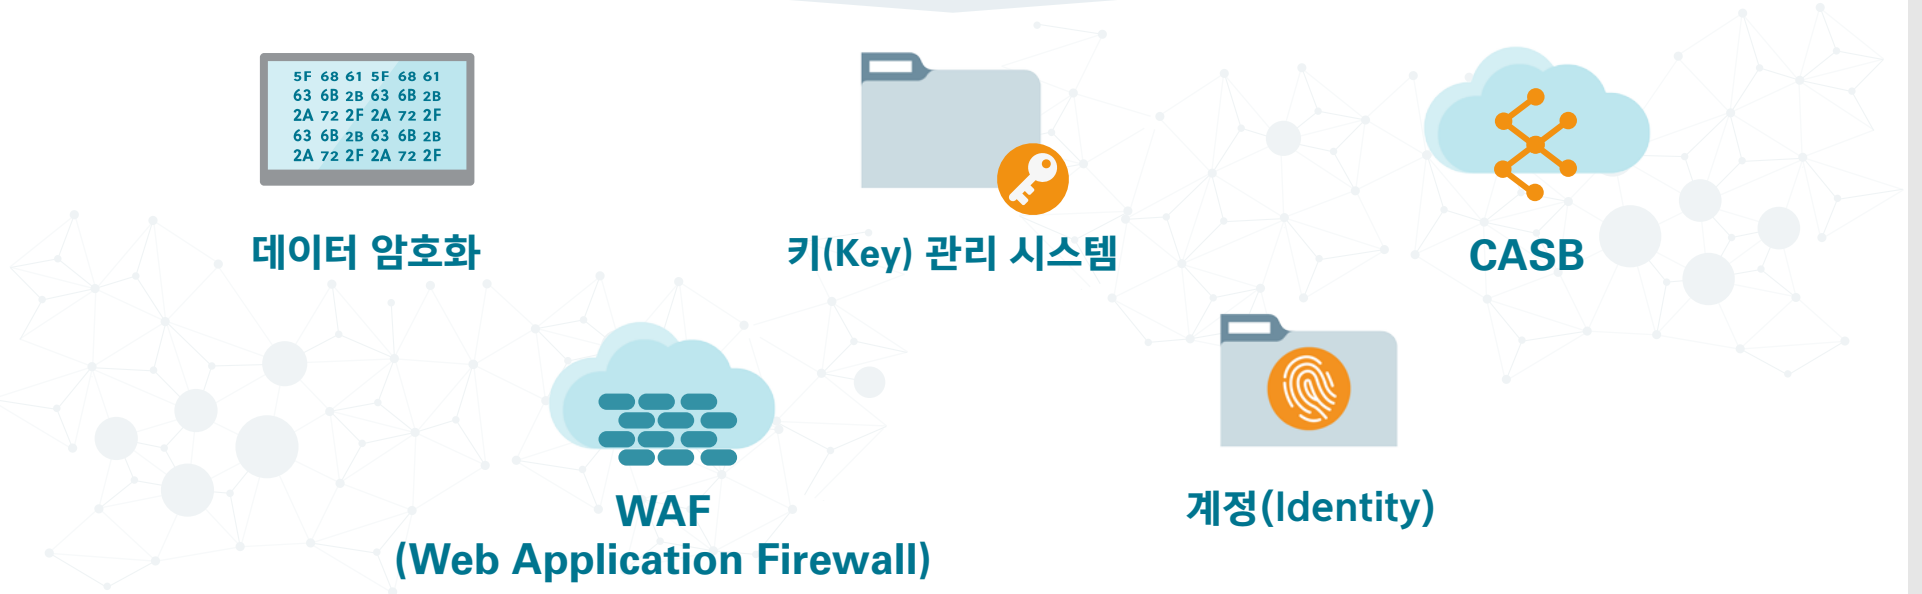 5F 68 61 5F 68 61
63 6B 2B 63 6B 2B
2A 72 2F 2A 72 2F
63 6B 2B 63 6B 2B
2A 72 2F 2A 72 2F
데이터 암호화
키(Key) 관리 시스템
CASB
WAF
(Web Application Firewall)
계정(Identity)